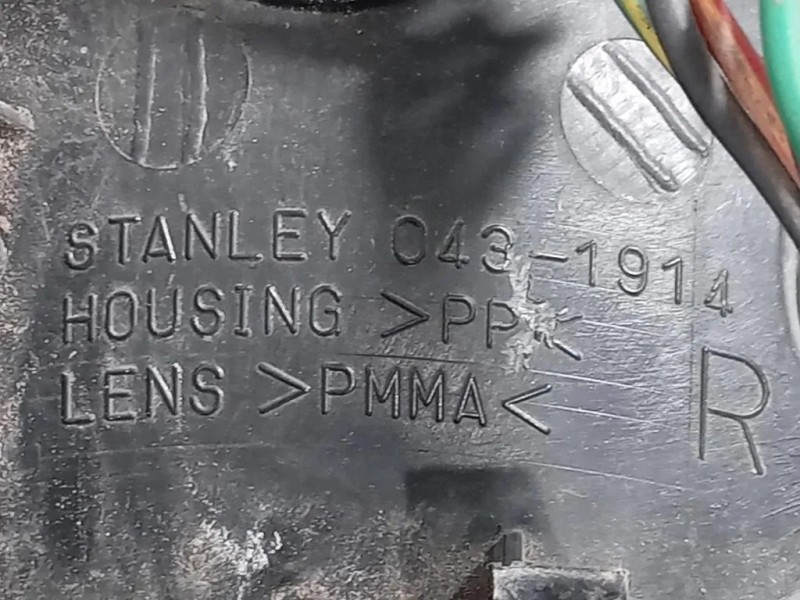 STANLEY 043-1914
HOUSING >PP<
LENS >PMMA<
R